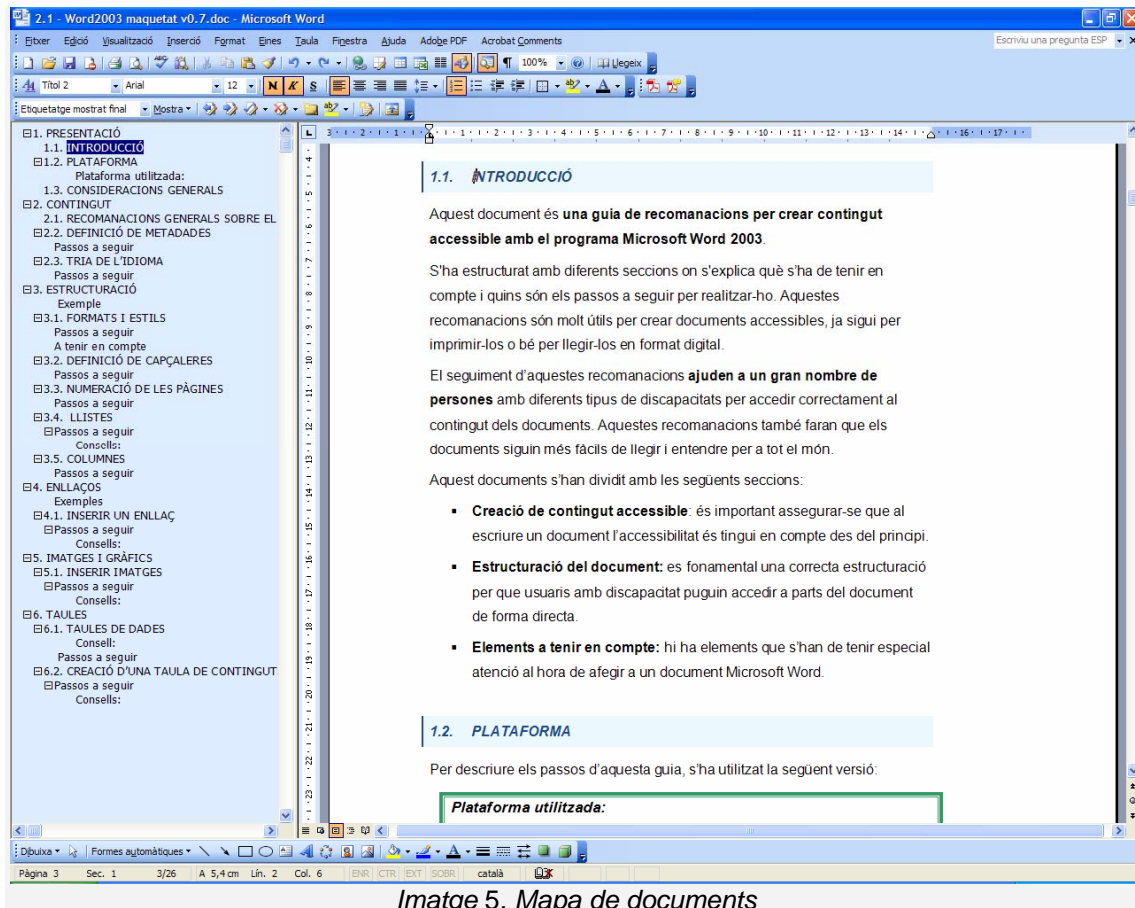 2.1 - Word2003 maquetat v0.7.doc - Microsoft Word
Fitxer Edició Visualització Inserció Format Eines Taula Finestra Ajuda Adobe PDF Acrobat Comments Escriviu una pregunta ESP
100% Llegeix
Títol 2 Arial 12 N K S
Etiquetatge mostrat final Mostra
1. PRESENTACIÓ
1.1. INTRODUCCIÓ
1.2. PLATAFORMA
Plataforma utilitzada:
1.3. CONSIDERACIONS GENERALS
2. CONTINGUT
2.1. RECOMANACIONS GENERALS SOBRE EL
2.2. DEFINICIÓ DE METADADES
Passos a seguir
2.3. TRIA DE L'IDIOMA
Passos a seguir
3. ESTRUCTURACIÓ
Exemple
3.1. FORMATS I ESTILS
Passos a seguir
A tenir en compte
3.2. DEFINICIÓ DE CAPÇALERES
Passos a seguir
3.3. NUMERACIÓ DE LES PÀGINES
Passos a seguir
3.4. LLISTES
Passos a seguir
Consells:
3.5. COLUMNES
Passos a seguir
4. ENLLAÇOS
Exemples
4.1. INSERIR UN ENLLAÇ
Passos a seguir
Consells:
5. IMATGES I GRÀFICS
5.1. INSERIR IMATGES
Passos a seguir
Consells:
6. TAULES
6.1. TAULES DE DADES
Consell:
Passos a seguir
6.2. CREACIÓ D'UNA TAULA DE CONTINGUT
Passos a seguir
Consells:
1.1. INTRODUCCIÓ
Aquest document és una guia de recomanacions per crear contingut
accessible amb el programa Microsoft Word 2003.
S'ha estructurat amb diferents seccions on s'explica què s'ha de tenir en
compte i quins són els passos a seguir per realitzar-ho. Aquestes
recomanacions són molt útils per crear documents accessibles, ja sigui per
imprimir-los o bé per llegir-los en format digital.
El seguiment d'aquestes recomanacions ajuden a un gran nombre de
persones amb diferents tipus de discapacitats per accedir correctament al
contingut dels documents. Aquestes recomanacions també faran que els
documents siguin més fàcils de llegir i entendre per a tot el món.
Aquest documents s'han dividit amb les següents seccions:
▪ Creació de contingut accessible: és important assegurar-se que al
escriure un document l'accessibilitat és tingui en compte des del principi.
▪ Estructuració del document: es fonamental una correcta estructuració
per que usuaris amb discapacitat puguin accedir a parts del document
de forma directa.
▪ Elements a tenir en compte: hi ha elements que s'han de tenir especial
atenció al hora de afegir a un document Microsoft Word.
1.2. PLATAFORMA
Per descriure els passos d'aquesta guia, s'ha utilitzat la següent versió:
Plataforma utilitzada:
Dibuixa Formes automàtiques
Pàgina 3 Sec. 1 3/26 A 5,4 cm Lín. 2 Col. 6 ENR CTR EXT SOBR català
Imatge 5. Mapa de documents